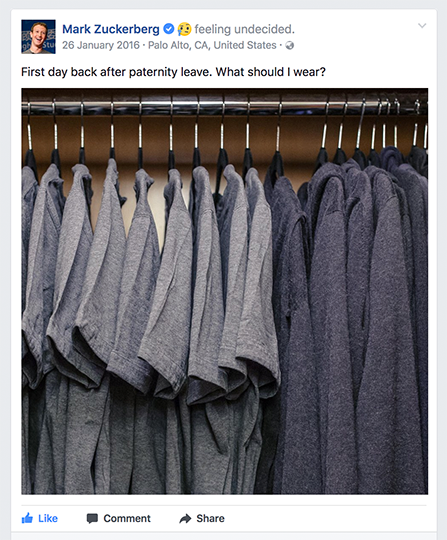 Mark Zuckerberg feeling undecided.
26 January 2016 · Palo Alto, CA, United States ·
First day back after paternity leave. What should I wear?
Like Comment Share